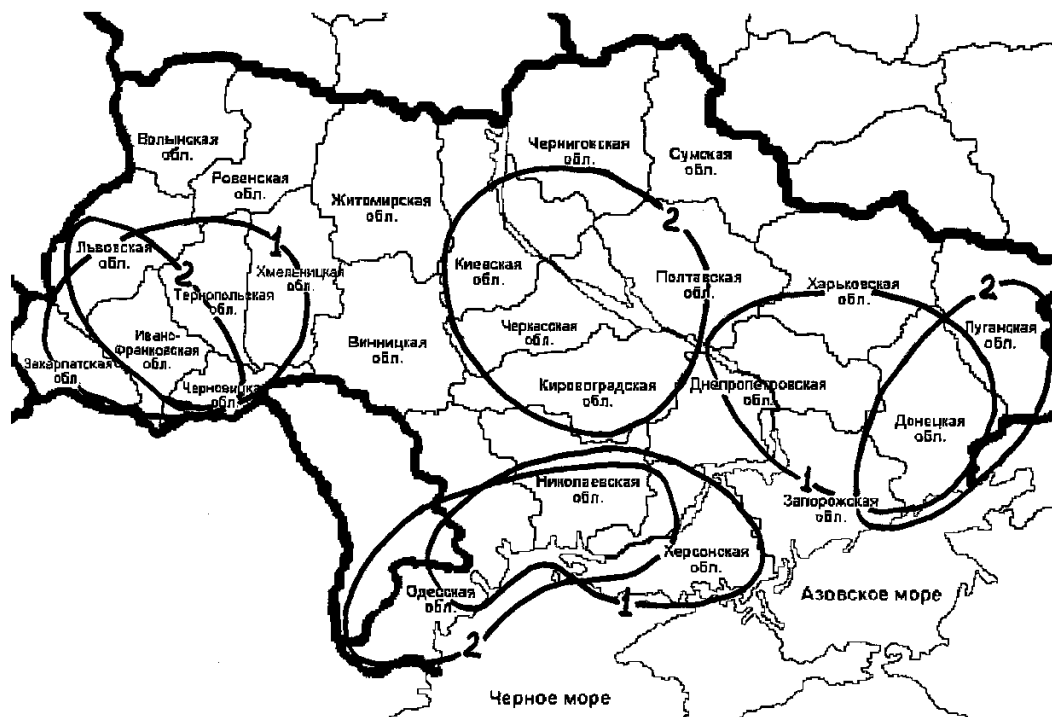 Волынская
обл.
Ровенская
обл.
Житомирская
обл.
Черниговская
обл.
Сумская
обл.
2
Львовская
обл.
1
2
Хмельницкая
обл.
Тернопольская
обл.
Киевская
обл.
Полтавская
обл.
Харьковская
обл.
2
Луганская
обл.
Ивано-
Франковская
обл.
Закарпатская
обл.
Черновицкая
обл.
Винницкая
обл.
Черкасская
обл.
Кировоградская
обл.
Днепропетровская
обл.
Донецкая
обл.
1
Запорожская
обл.
Николаевская
обл.
Херсонская
обл.
Одесская
обл.
1
2
Азовское море
Черное море